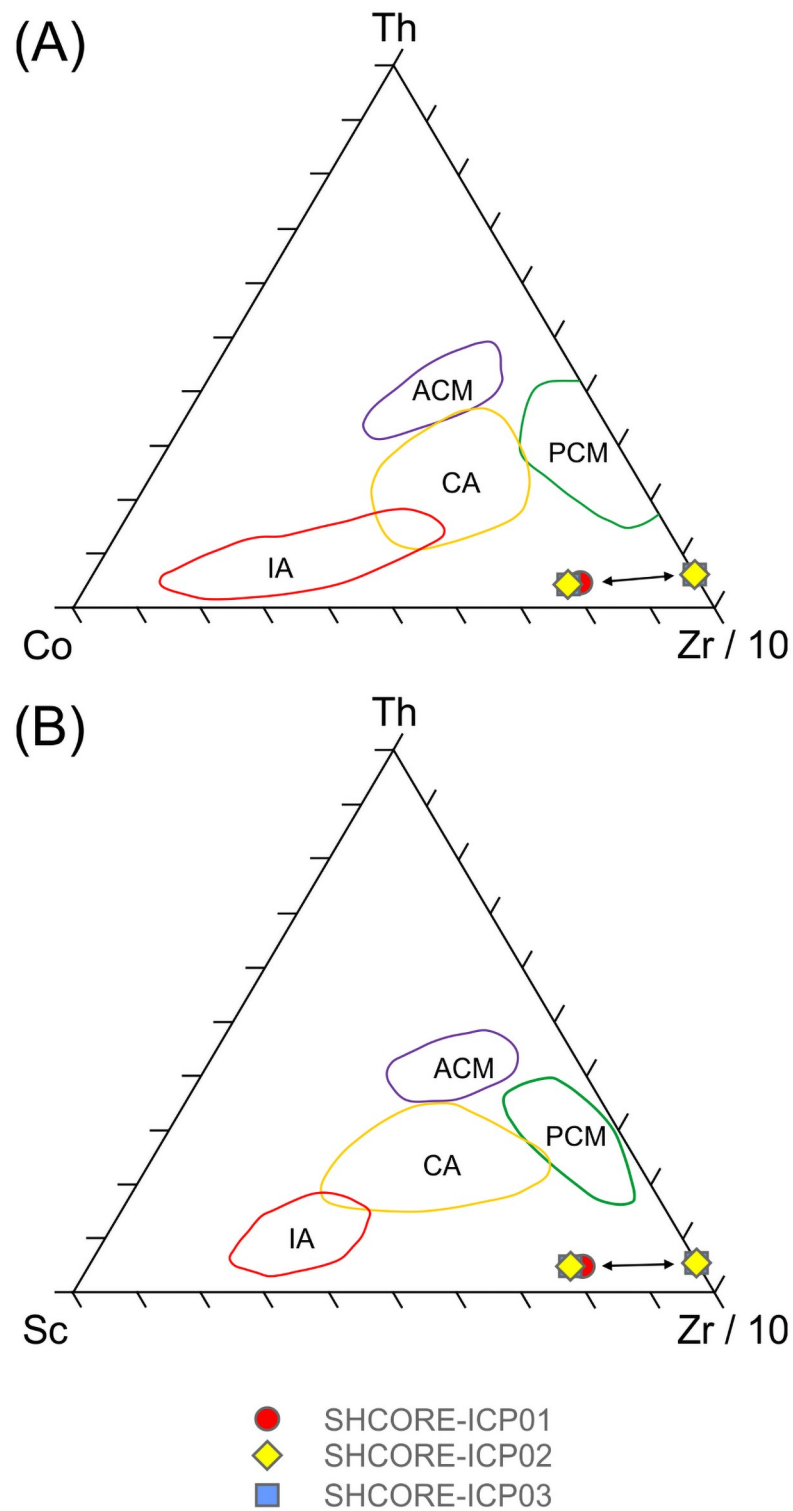 (A)
Th
ACM
PCM
CA
IA
Co
Zr / 10
(B)
Th
ACM
PCM
CA
IA
Sc
Zr / 10
SHCORE-ICP01
SHCORE-ICP02
SHCORE-ICP03